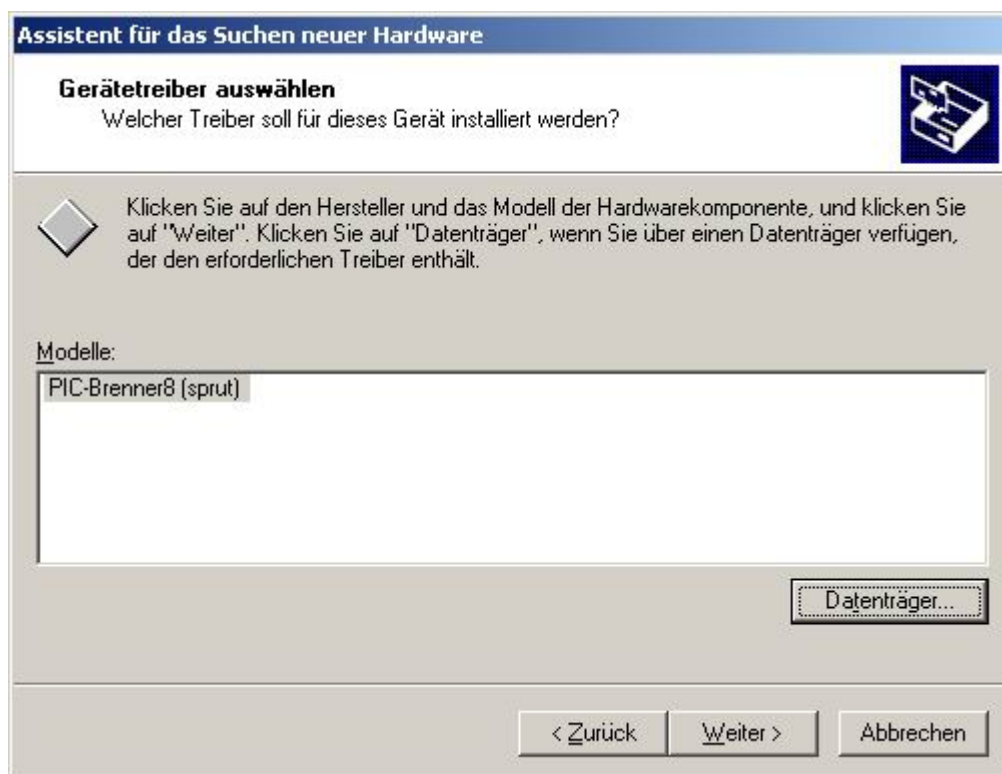 Assistent für das Suchen neuer Hardware
Gerätetreiber auswählen
Welcher Treiber soll für dieses Gerät installiert werden?
Klicken Sie auf den Hersteller und das Modell der Hardwarekomponente, und klicken Sie
auf "Weiter". Klicken Sie auf "Datenträger", wenn Sie über einen Datenträger verfügen,
der den erforderlichen Treiber enthält.
Modelle:
PIC-Brenner8 (sprut)
Datenträger...
< Zurück Weiter > Abbrechen